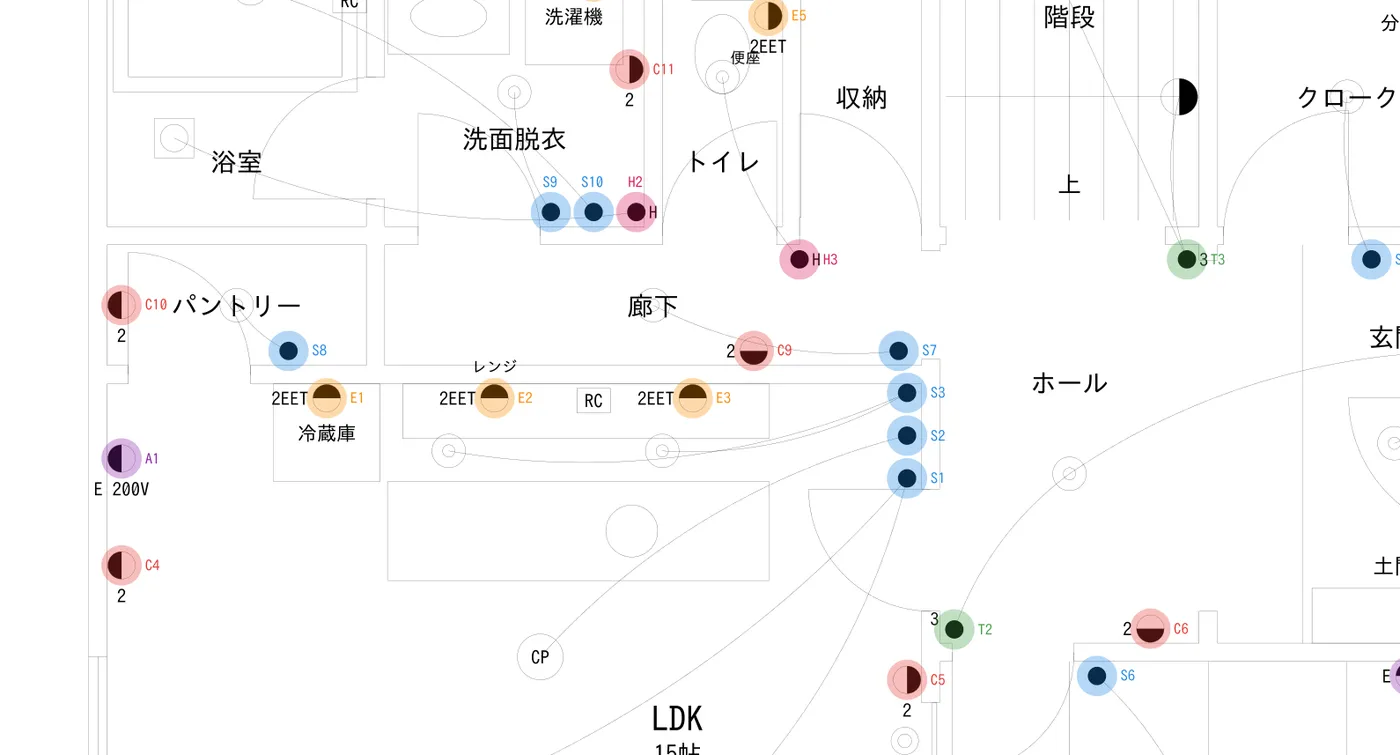 RC
洗濯機
E5
2EET
便座
C11
2
階段
分
収納
クローク
洗面脱衣
トイレ
浴室
上
S9
S10
H2
H
H
H3
3
T3
C10
2
パントリー
S8
廊下
2
C9
S7
玄
レンジ
2EET
E1
2EET
E2
RC
2EET
E3
S3
ホール
冷蔵庫
S2
A1
E 200V
S1
C4
2
土
3
T2
2
C6
CP
C5
2
S6
E
LDK
15帖